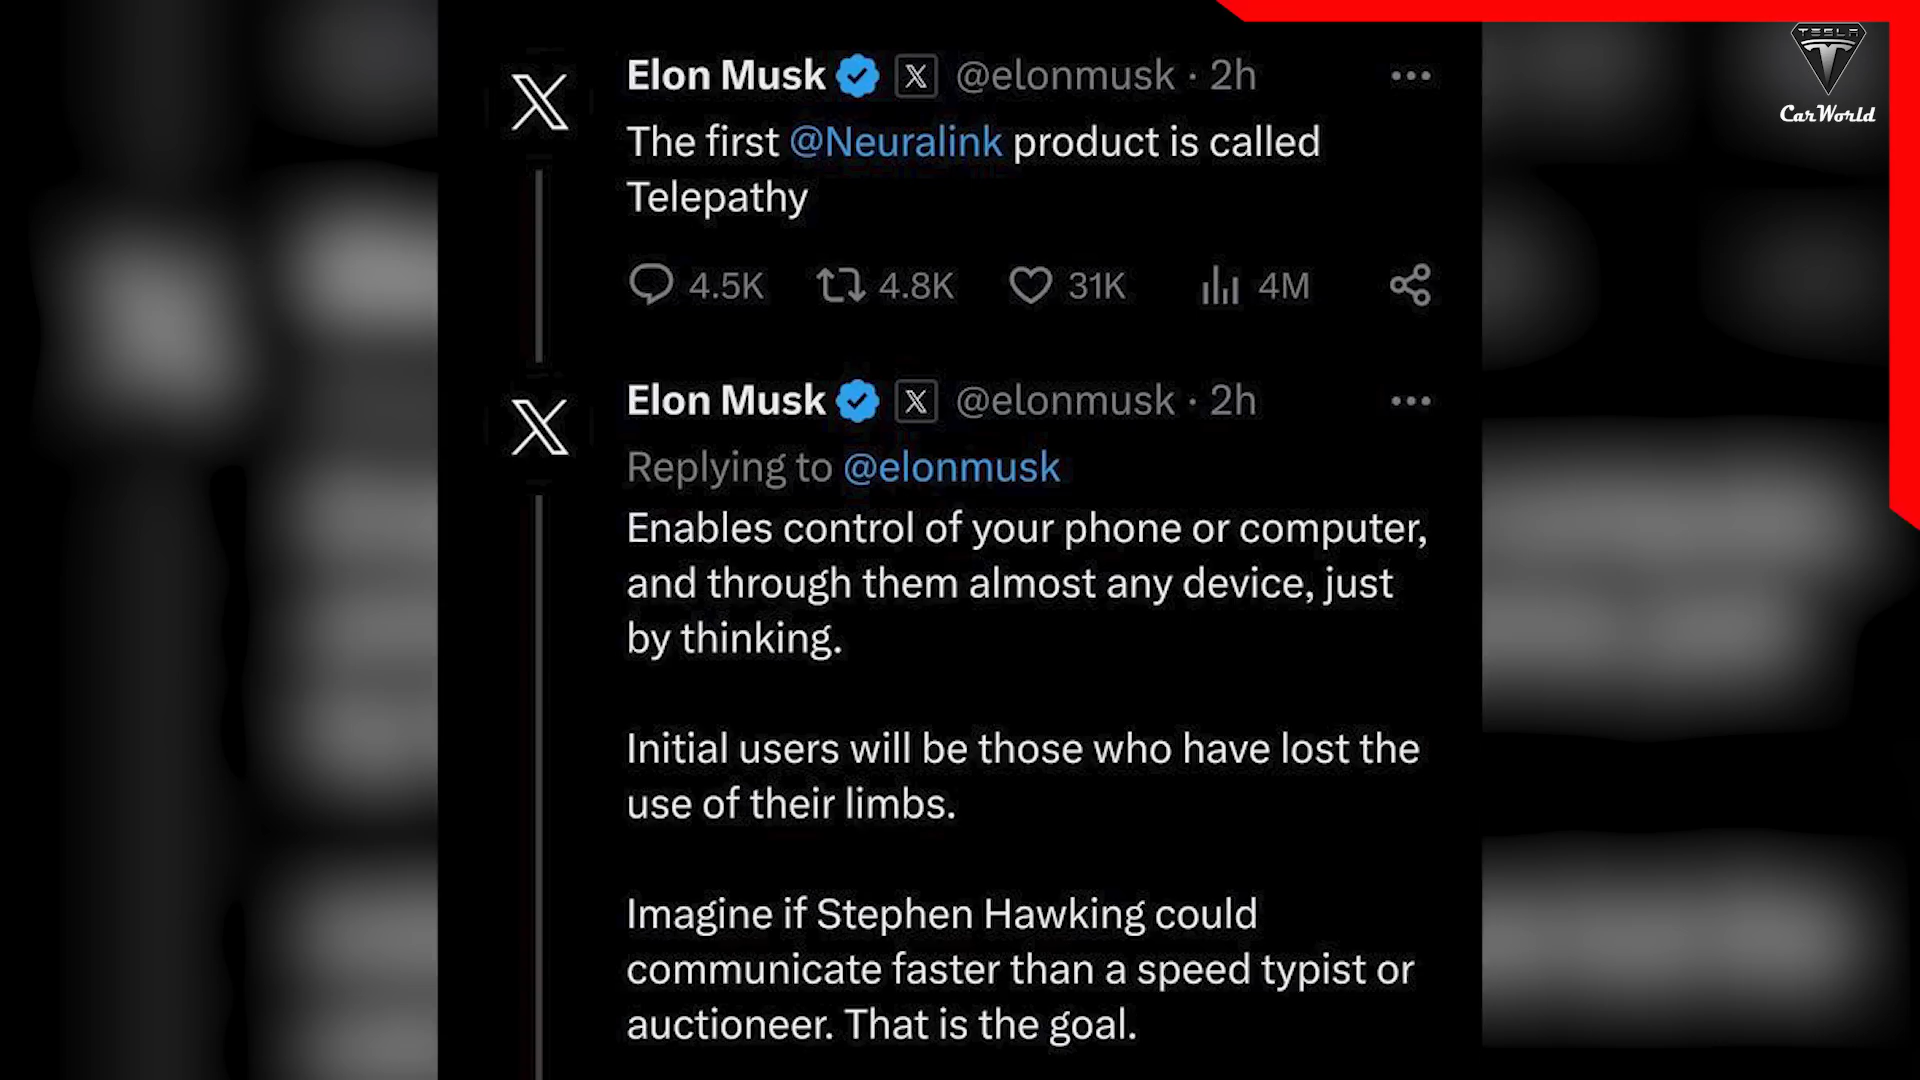 TESLA
CarWorld
Elon Musk @elonmusk · 2h
The first @Neuralink product is called
Telepathy
4.5K 4.8K 31K 4M
Elon Musk @elonmusk · 2h
Replying to @elonmusk
Enables control of your phone or computer,
and through them almost any device, just
by thinking.
Initial users will be those who have lost the
use of their limbs.
Imagine if Stephen Hawking could
communicate faster than a speed typist or
auctioneer. That is the goal.